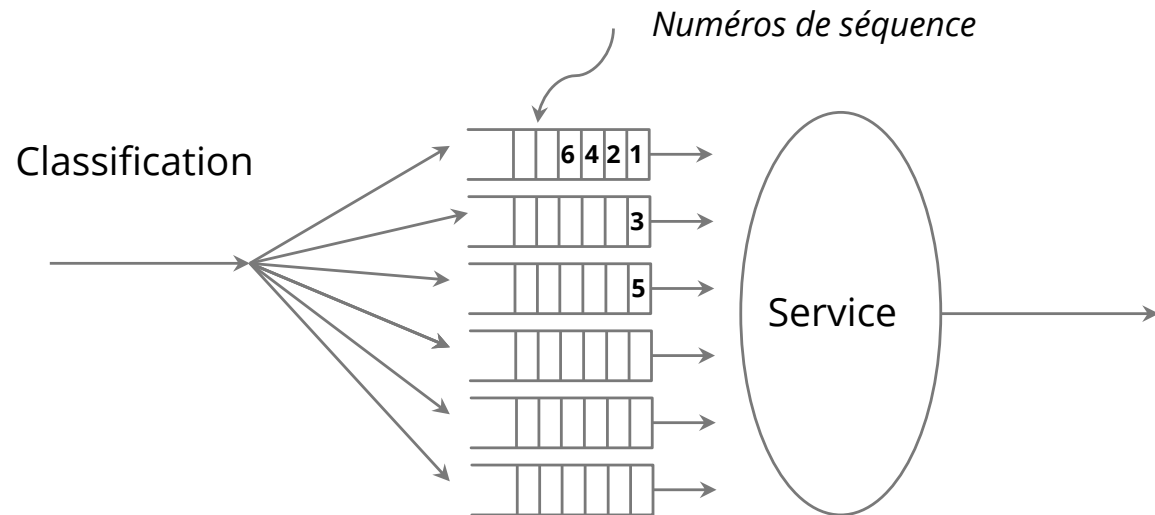 Numéros de séquence
Classification
6 4 2 1
3
5
Service